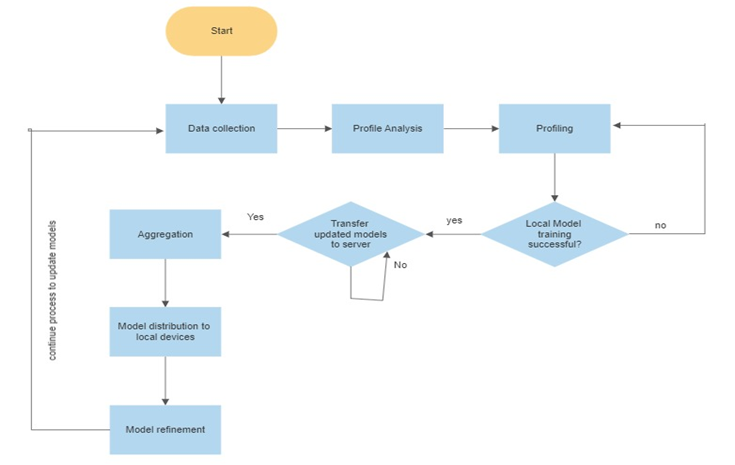 Start
Data collection
Profile Analysis
Profiling
Local Model
training
successful?
no
yes
Transfer
updated models
to server
No
Yes
Aggregation
Model distribution to
local devices
Model refinement
continue process to update models